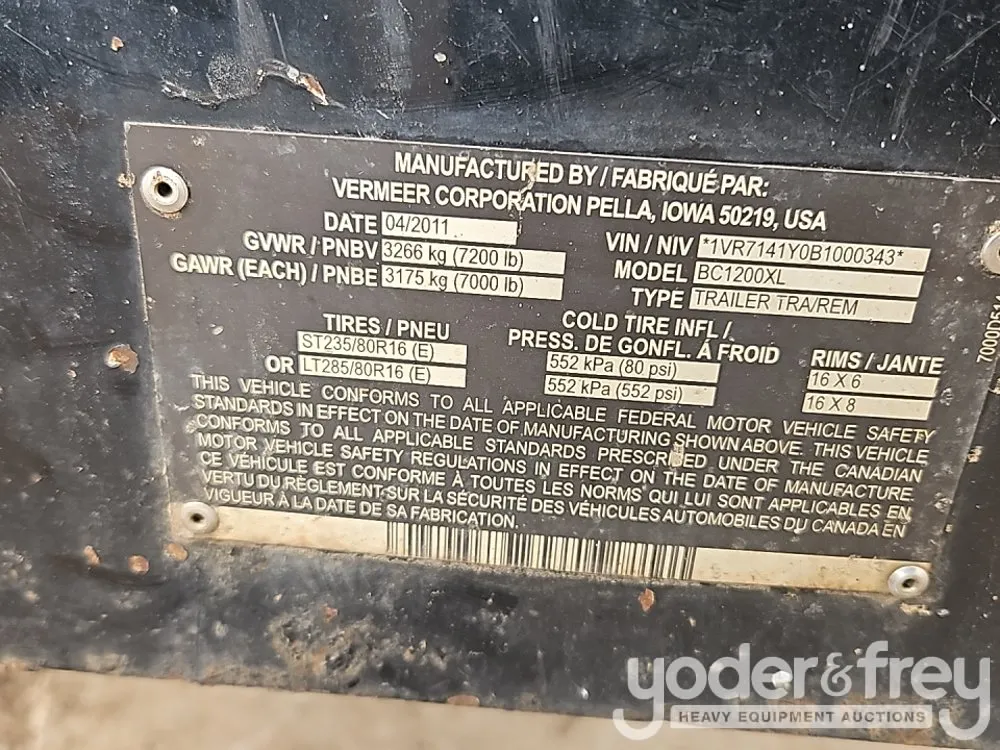 MANUFACTURED BY / FABRIQUÉ PAR:
VERMEER CORPORATION PELLA, IOWA 50219, USA
DATE 04/2011
GVWR / PNBV 3266 kg (7200 lb)
GAWR (EACH) / PNBE 3175 kg (7000 lb)
VIN / NIV *1VR7141Y0B1000343*
MODEL BC1200XL
TYPE TRAILER TRA/REM
TIRES / PNEU
ST235/80R16 (E)
OR LT285/80R16 (E)
COLD TIRE INFL /
PRESS. DE GONFL. Á FROID
552 kPa (80 psi)
552 kPa (552 psi)
RIMS / JANTE
16 X 6
16 X 8
THIS VEHICLE CONFORMS TO ALL APPLICABLE FEDERAL MOTOR VEHICLE SAFETY
STANDARDS IN EFFECT ON THE DATE OF MANUFACTURING SHOWN ABOVE. THIS VEHICLE
CONFORMS TO ALL APPLICABLE STANDARDS PRESCRIBED UNDER THE CANADIAN
MOTOR VEHICLE SAFETY REGULATIONS IN EFFECT ON THE DATE OF MANUFACTURE.
CE VÉHICULE EST CONFORME À TOUTES LES NORMS QUI LUI SONT APPLICABLES EN
VERTU DU RÈGLEMENT SUR LA SÉCURITÉ DES VÉHICULES AUTOMOBILES DU CANADA EN
VIGUEUR À LA DATE DE SA FABRICATION.
yoder&frey
HEAVY EQUIPMENT AUCTIONS